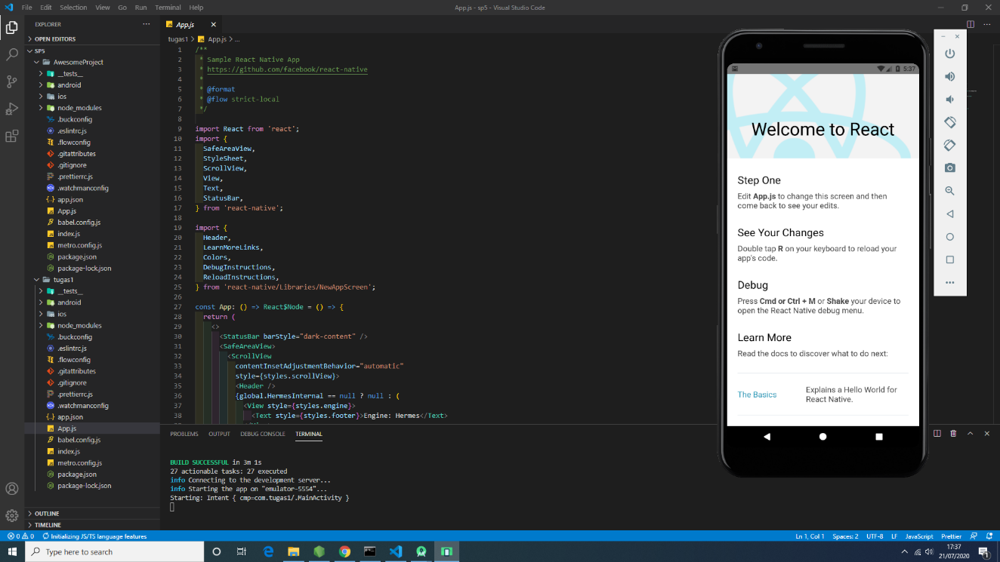 File Edit Selection View Go Run Terminal Help
App.js - sp5 - Visual Studio Code
EXPLORER
OPEN EDITORS
SP5
AwesomeProject
__tests__
android
ios
node_modules
.buckconfig
.eslintrc.js
.flowconfig
.gitattributes
.gitignore
.prettierrc.js
.watchmanconfig
app.json
App.js
babel.config.js
index.js
metro.config.js
package.json
package-lock.json
tugas1
__tests__
android
ios
node_modules
.buckconfig
.eslintrc.js
.flowconfig
.gitattributes
.gitignore
.prettierrc.js
.watchmanconfig
app.json
App.js
babel.config.js
index.js
metro.config.js
package.json
package-lock.json
OUTLINE
TIMELINE
App.js
tugas1 > App.js > ...
1 /**
2 * Sample React Native App
3 * https://github.com/facebook/react-native
4 *
5 * @format
6 * @flow strict-local
7 */
8
9 import React from 'react';
10 import {
11 SafeAreaView,
12 StyleSheet,
13 ScrollView,
14 View,
15 Text,
16 StatusBar,
17 } from 'react-native';
18
19 import {
20 Header,
21 LearnMoreLinks,
22 Colors,
23 DebugInstructions,
24 ReloadInstructions,
25 } from 'react-native/Libraries/NewAppScreen';
26
27 const App: () => React$Node = () => {
28 return (
29 <>
30 <StatusBar barStyle="dark-content" />
31 <SafeAreaView>
32 <ScrollView
33 contentInsetAdjustmentBehavior="automatic"
34 style={styles.scrollView}>
35 <Header />
36 {global.HermesInternal == null ? null : (
37 <View style={styles.engine}>
38 <Text style={styles.footer}>Engine: Hermes</Text>
PROBLEMS OUTPUT DEBUG CONSOLE TERMINAL
BUILD SUCCESSFUL in 3m 1s
27 actionable tasks: 27 executed
info Connecting to the development server...
info Starting the app on "emulator-5554"...
Starting: Intent { cmp=com.tugas1/.MainActivity }
5:37
Welcome to React
Step One
Edit App.js to change this screen and then
come back to see your edits.
See Your Changes
Double tap R on your keyboard to reload your
app's code.
Debug
Press Cmd or Ctrl + M or Shake your device to
open the React Native debug menu.
Learn More
Read the docs to discover what to do next:
The Basics
Explains a Hello World for
React Native.
0 0 Initializing JS/TS language features
Ln 1, Col 1 Spaces: 2 UTF-8 LF JavaScript Prettier
Type here to search
17:37
21/07/2020
1